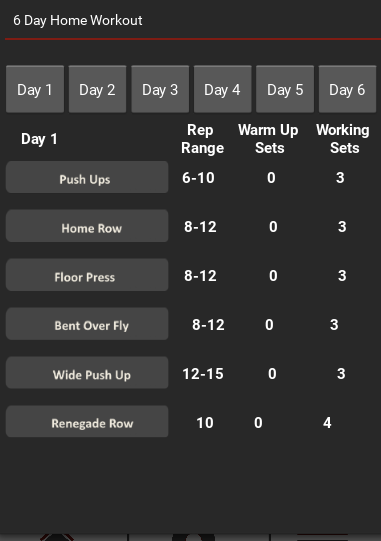 6 Day Home Workout
Day 1 Day 2 Day 3 Day 4 Day 5 Day 6
Day 1 Rep Range Warm Up Sets Working Sets
Push Ups 6-10 0 3
Home Row 8-12 0 3
Floor Press 8-12 0 3
Bent Over Fly 8-12 0 3
Wide Push Up 12-15 0 3
Renegade Row 10 0 4